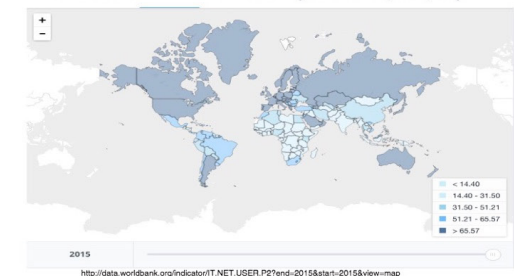 +
−
< 14.40
14.40 - 31.50
31.50 - 51.21
51.21 - 65.57
> 65.57
2015
http://data.worldbank.org/indicator/IT.NET.USER.P2?end=2015&start=2015&view=map